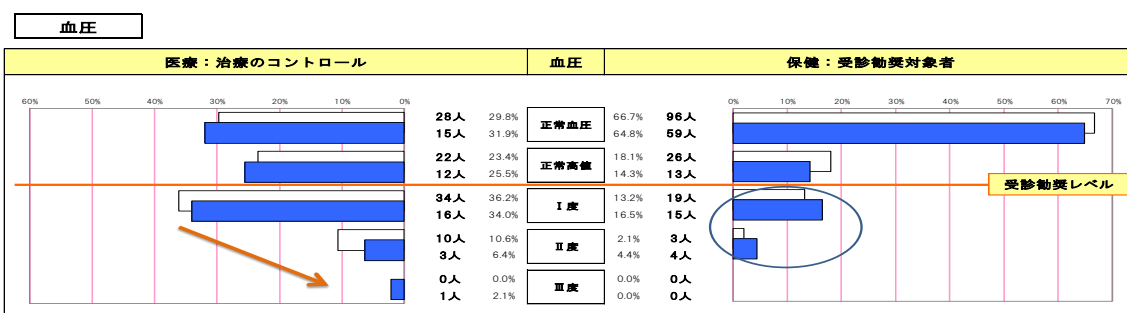 血圧
医療：治療のコントロール 血圧 保健：受診勧奨対象者
60% 50% 40% 30% 20% 10% 0% 0% 10% 20% 30% 40% 50% 60% 70%
28人 29.8% 正常血圧 66.7% 96人
15人 31.9% 64.8% 59人
22人 23.4% 正常高値 18.1% 26人
12人 25.5% 14.3% 13人
受診勧奨レベル
34人 36.2% Ⅰ度 13.2% 19人
16人 34.0% 16.5% 15人
10人 10.6% Ⅱ度 2.1% 3人
3人 6.4% 4.4% 4人
0人 0.0% Ⅲ度 0.0% 0人
1人 2.1% 0.0% 0人